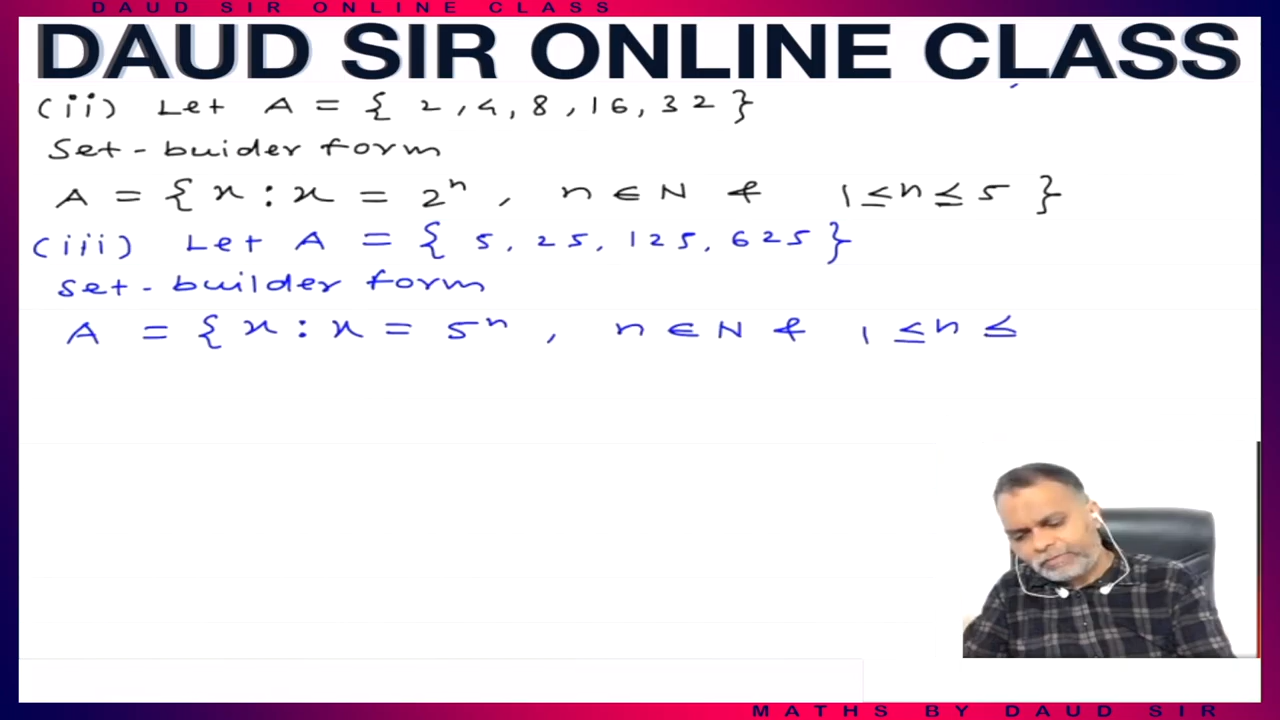 DAUD SIR ONLINE CLASS
DAUD SIR ONLINE CLASS
(ii) Let A = { 2, 4, 8, 16, 32 }
Set-buider form
A = { x : x = 2ⁿ, n ∈ N & 1 ≤ n ≤ 5 }
(iii) Let A = { 5, 25, 125, 625 }
Set-builder form
A = { x : x = 5ⁿ, n ∈ N & 1 ≤ n ≤
MATHS BY DAUD SIR